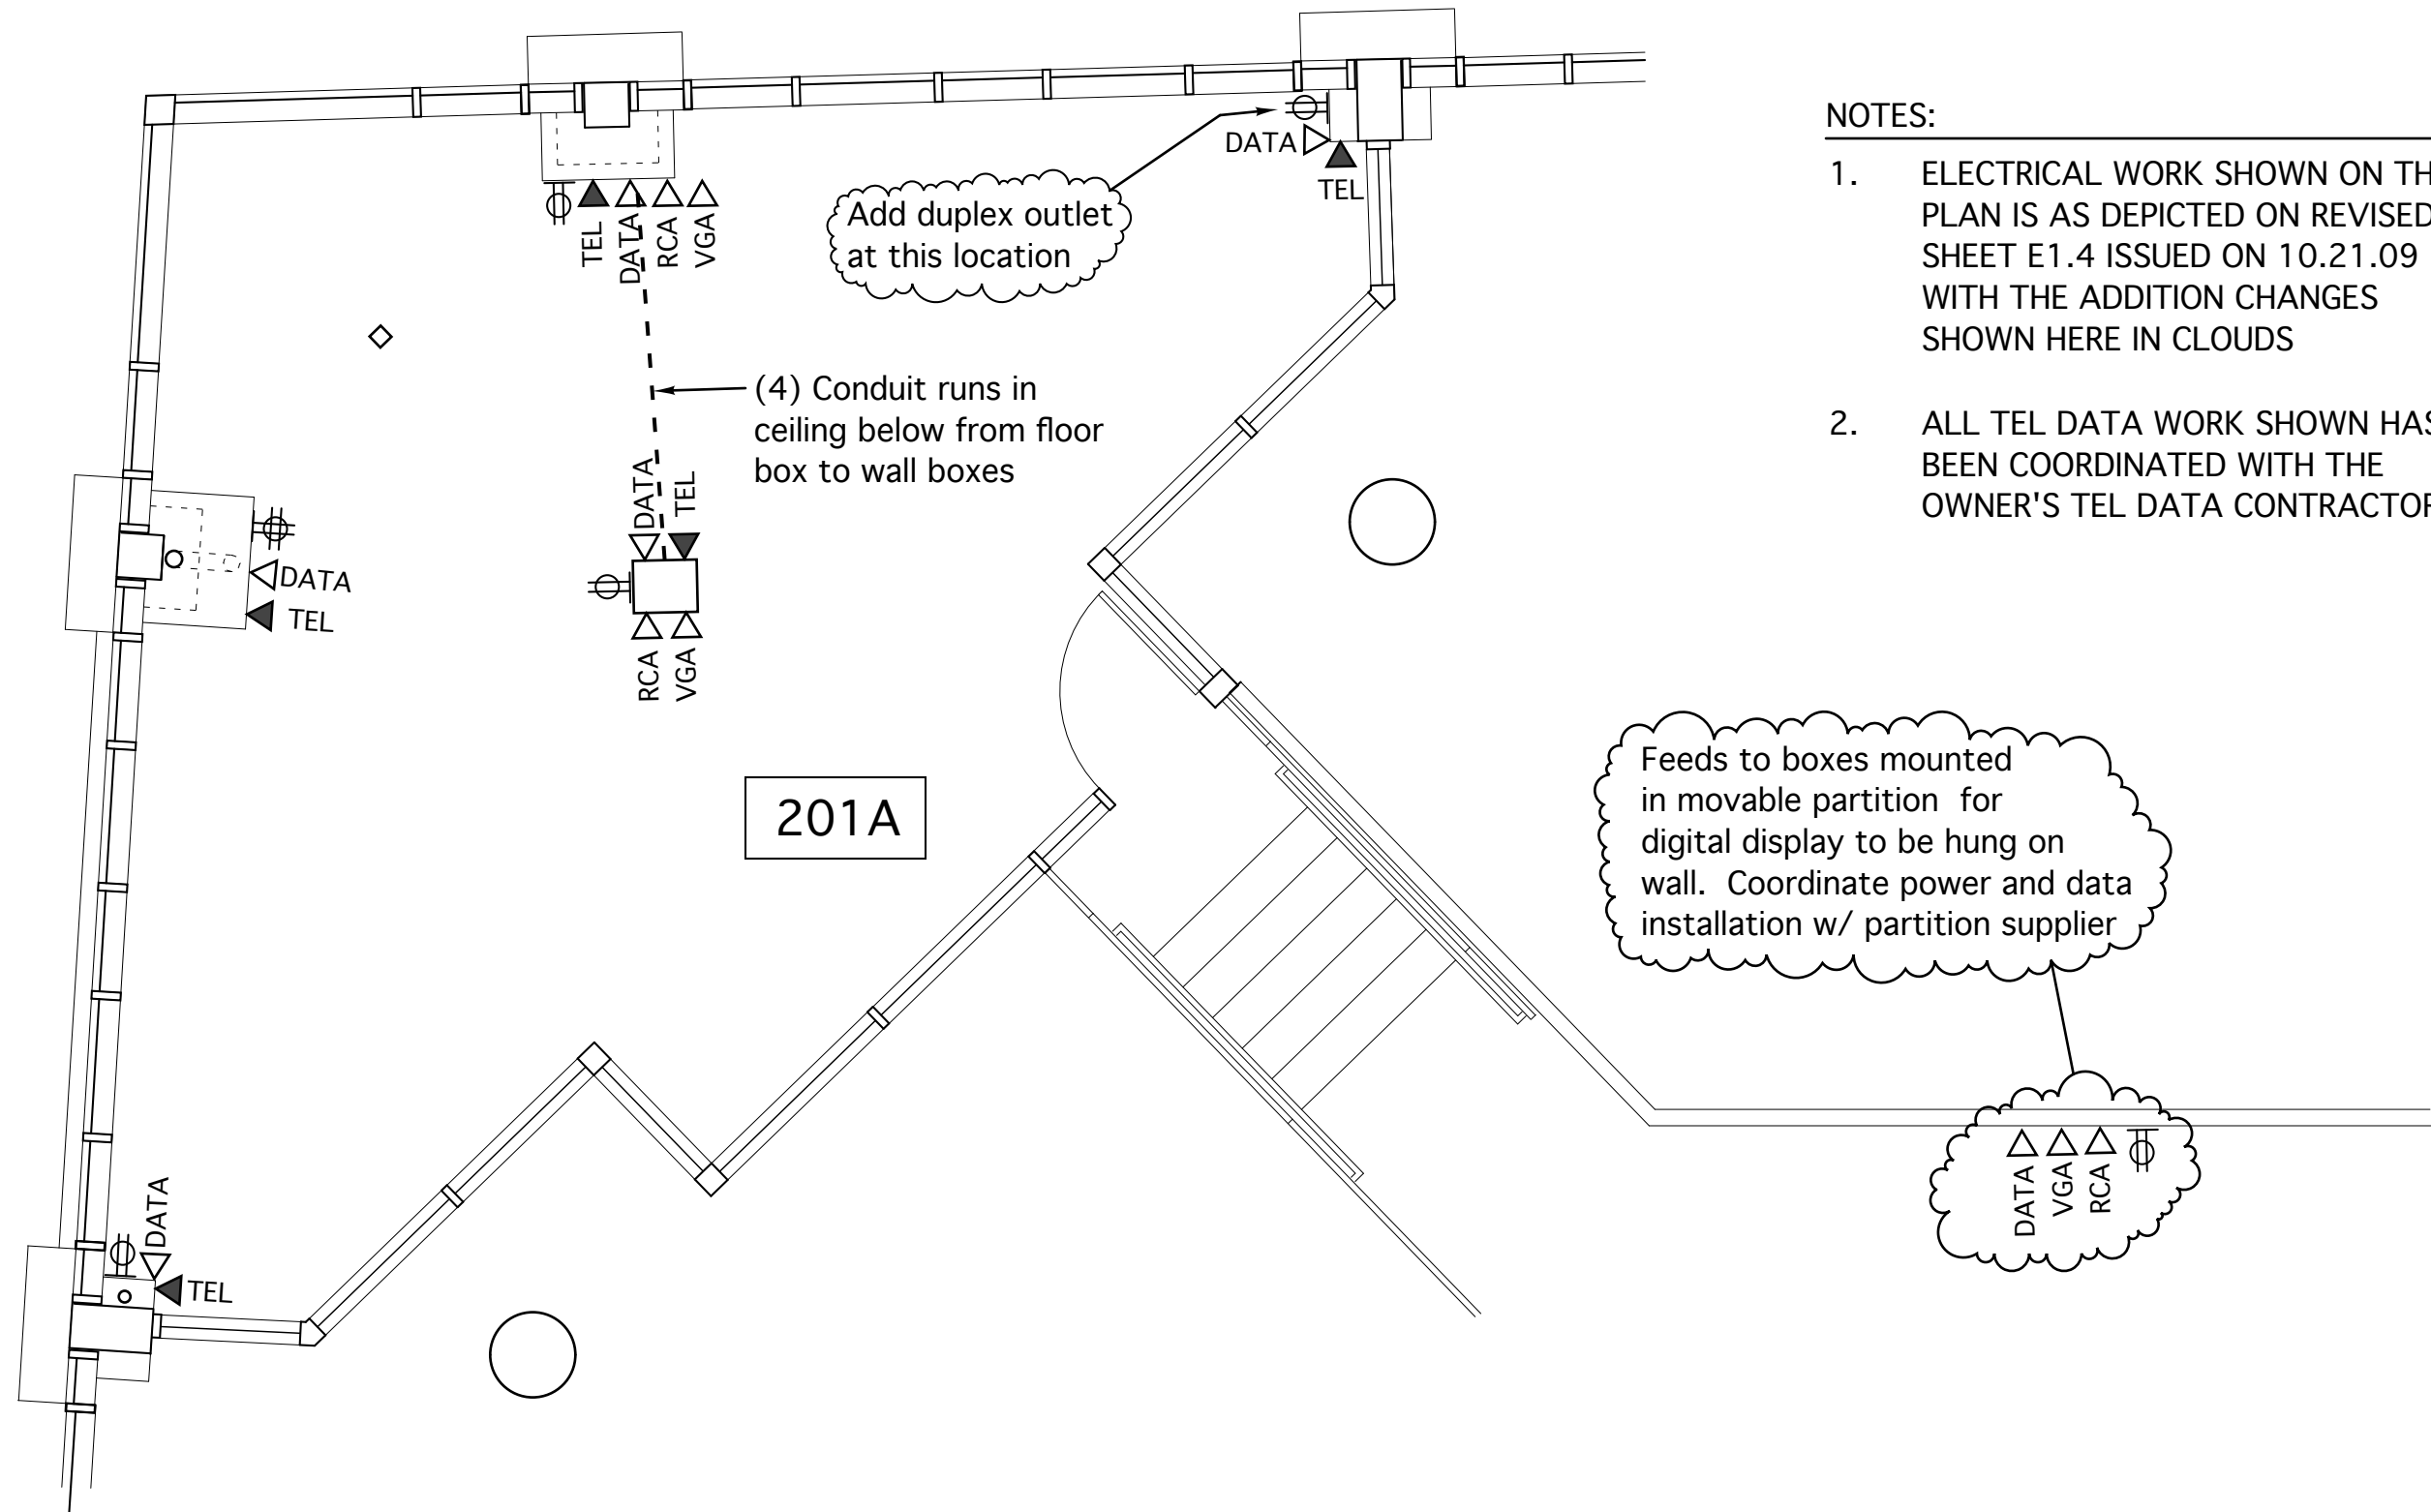 NOTES:
1. ELECTRICAL WORK SHOWN ON TH
PLAN IS AS DEPICTED ON REVISED
SHEET E1.4 ISSUED ON 10.21.09
WITH THE ADDITION CHANGES
SHOWN HERE IN CLOUDS
2. ALL TEL DATA WORK SHOWN HAS
BEEN COORDINATED WITH THE
OWNER'S TEL DATA CONTRACTOR
DATA
TEL
Add duplex outlet
at this location
TEL
DATA
RCA
VGA
(4) Conduit runs in
ceiling below from floor
box to wall boxes
DATA
TEL
RCA
VGA
DATA
TEL
201A
Feeds to boxes mounted
in movable partition for
digital display to be hung on
wall. Coordinate power and data
installation w/ partition supplier
DATA
VGA
RCA
DATA
TEL